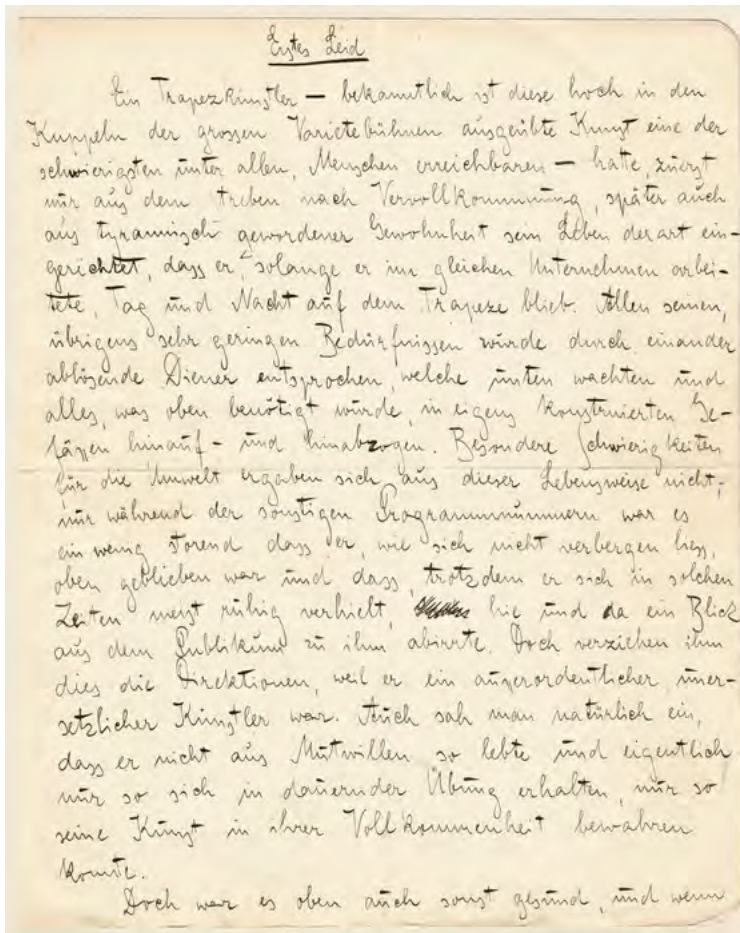 Erstes Leid
Ein Trapezkünstler — bekanntlich ist diese hoch in den
Kuppeln der grossen Varietebühnen ausgeübte Kunst eine der
schwierigsten unter allen, Menschen erreichbaren — hatte, zuerst
nur aus dem treben nach Vervollkommnung, später auch
aus tyrannisch gewordener Gewohnheit sein Leben derart ein-
gerichtet, dass er, solange er im gleichen Unternehmen arbei-
tete, Tag und Nacht auf dem Trapeze blieb. Allen seinen,
übrigens sehr geringen Bedürfnissen wurde durch einander
ablösende Diener entsprochen, welche unten wachten und
alles, was oben benötigt wurde, in eigens konstruierten Ge-
fässen hinauf- und hinabzogen. Besondere Schwierigkeiten
für die Umwelt ergaben sich aus dieser Lebensweise nicht;
nur während der sonstigen Programmnummern war es
ein wenig störend dass er, wie sich nicht verbergen liess,
oben geblieben war und dass, trotzdem er sich in solchen
Zeiten meist ruhig verhielt, hie und da ein Blick
aus dem Publikum zu ihm abirrte. Doch verziehen ihm
dies die Direktionen, weil er ein ausserordentlicher, uner-
setzlicher Künstler war. Auch sah man natürlich ein,
dass er nicht aus Mutwillen so lebte und eigentlich
nur so sich in dauernder Übung erhalten, nur so
seine Kunst in ihrer Vollkommenheit bewahren
konnte.
Doch war es oben auch sonst gesund, und wenn